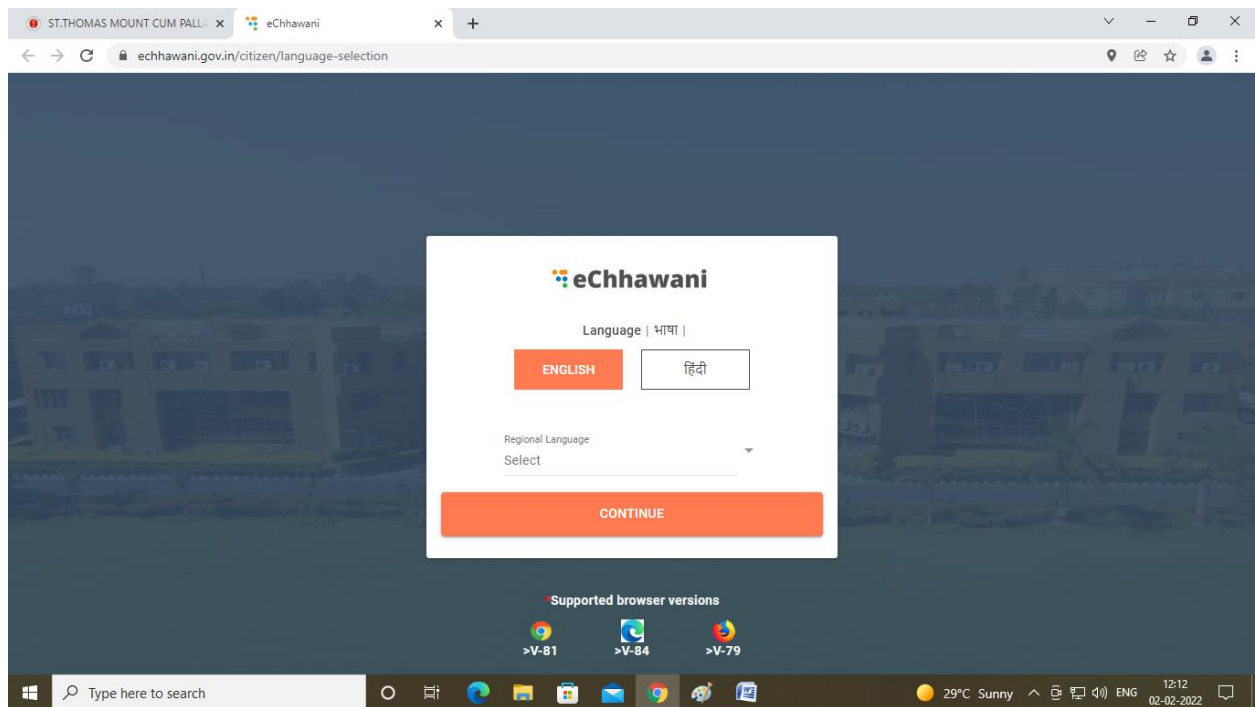 ST.THOMAS MOUNT CUM PALLA
eChhawani
echhawani.gov.in/citizen/language-selection
eChhawani
Language | भाषा |
ENGLISH
हिंदी
Regional Language
Select
CONTINUE
*Supported browser versions
>V-81 >V-84 >V-79
Type here to search
29°C Sunny
ENG
12:12
02-02-2022